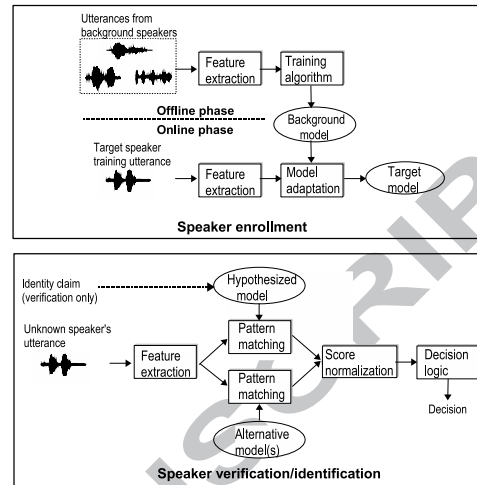 Utterances from
background speakers
Feature
extraction
Training
algorithm
Offline phase
Online phase
Background
model
Target speaker
training utterance
Feature
extraction
Model
adaptation
Target
model
Speaker enrollment
Identity claim
(verification only)
Hypothesized
model
Unknown speaker's
utterance
Feature
extraction
Pattern
matching
Pattern
matching
Score
normalization
Decision
logic
Decision
Alternative
model(s)
Speaker verification/identification